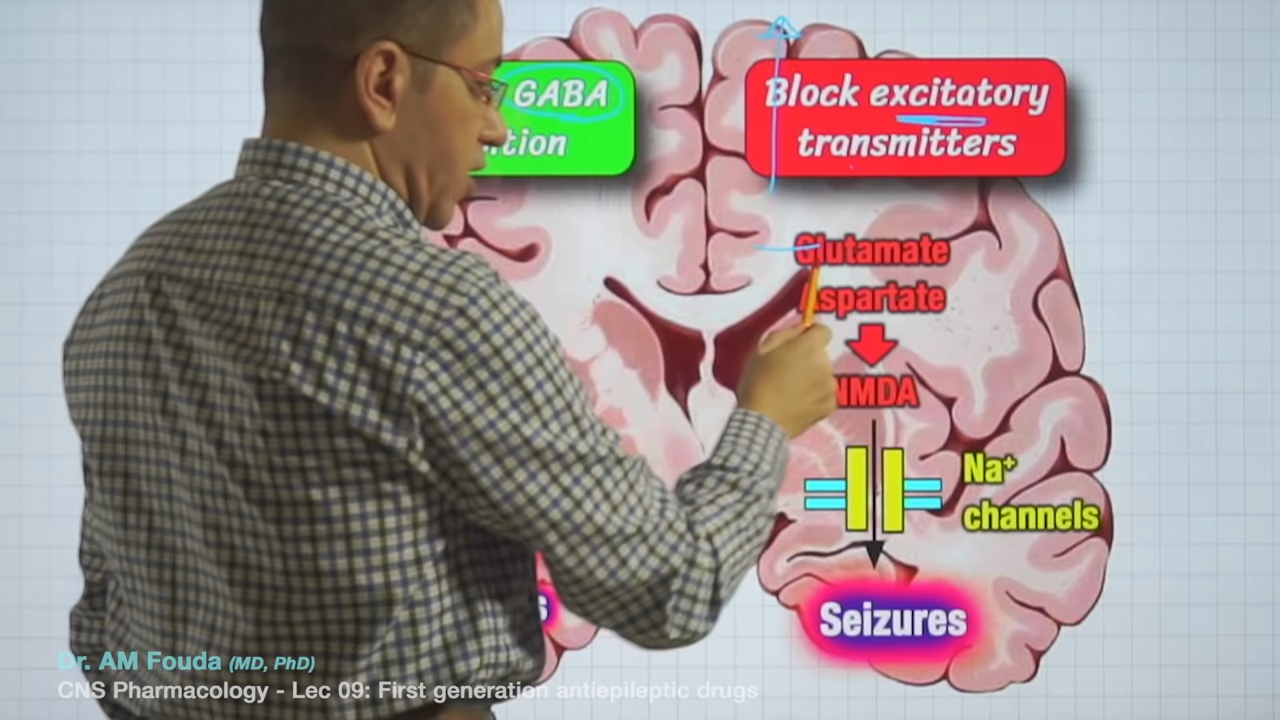 GABA
Block excitatory
transmitters
Glutamate
Aspartate
NMDA
Na⁺
channels
Seizures
Dr. AM Fouda (MD, PhD)
CNS Pharmacology - Lec 09: First generation antiepileptic drugs